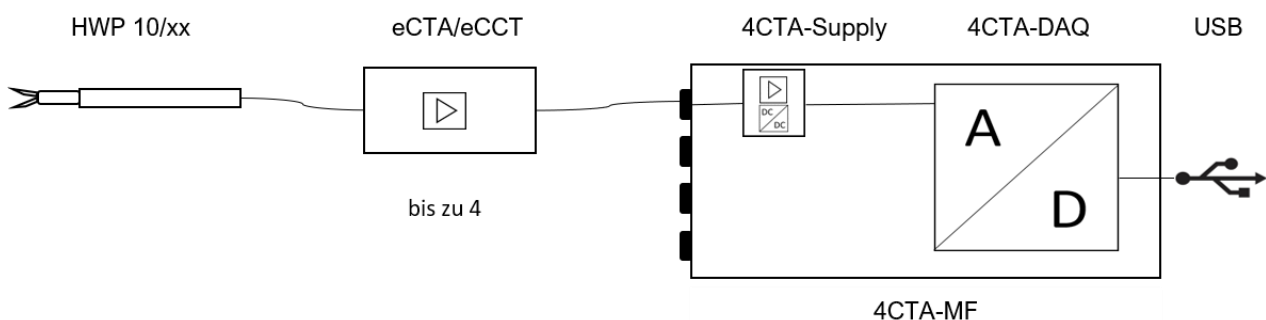 HWP 10/xx
eCTA/eCCT
4CTA-Supply
4CTA-DAQ
USB
DC
DC
A
D
bis zu 4
4CTA-MF